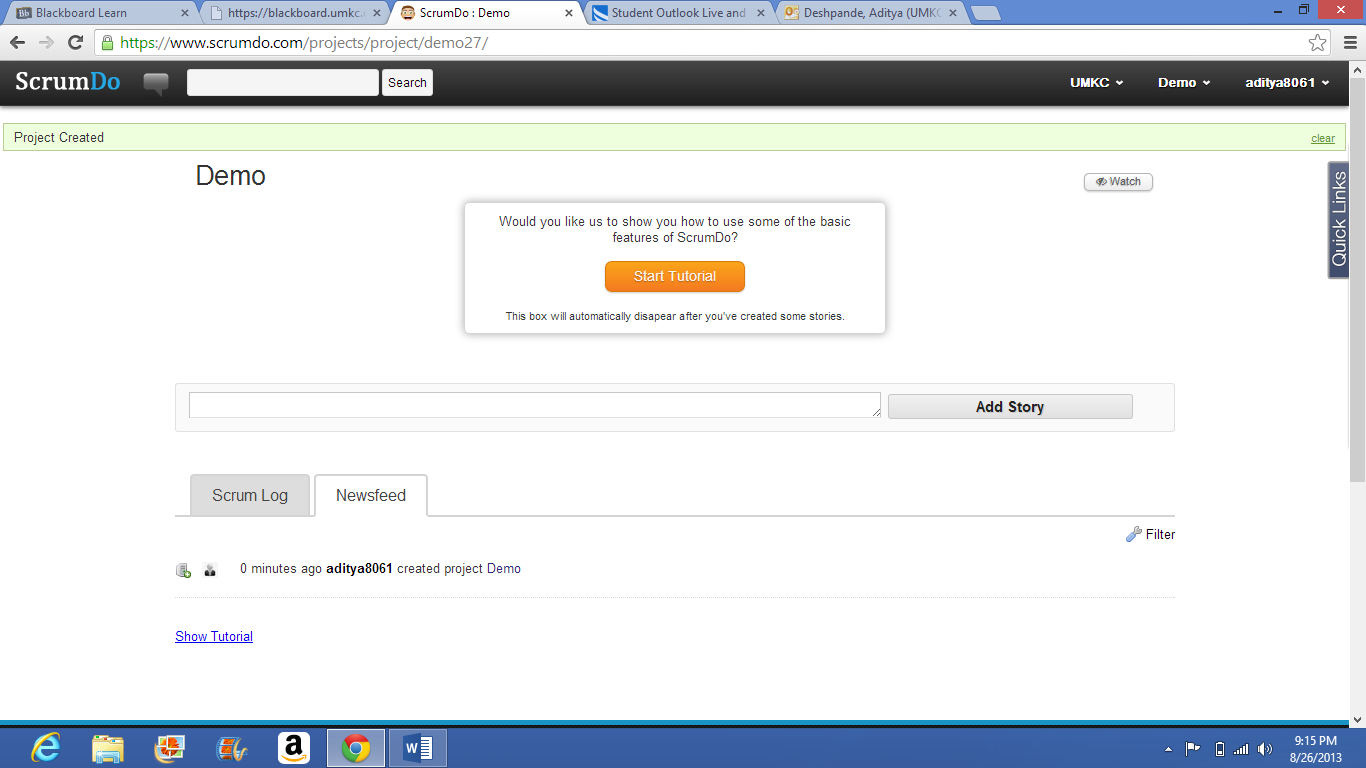 Blackboard Learn
https://blackboard.umkc.
ScrumDo : Demo
Student Outlook Live and
Deshpande, Aditya (UMKC
https://www.scrumdo.com/projects/project/demo27/
ScrumDo
Search
UMKC
Demo
aditya8061
Project Created
clear
Demo
Watch
Quick Links
Would you like us to show you how to use some of the basic
features of ScrumDo?
Start Tutorial
This box will automatically disapear after you've created some stories.
Add Story
Scrum Log
Newsfeed
Filter
0 minutes ago aditya8061 created project Demo
Show Tutorial
9:15 PM
8/26/2013